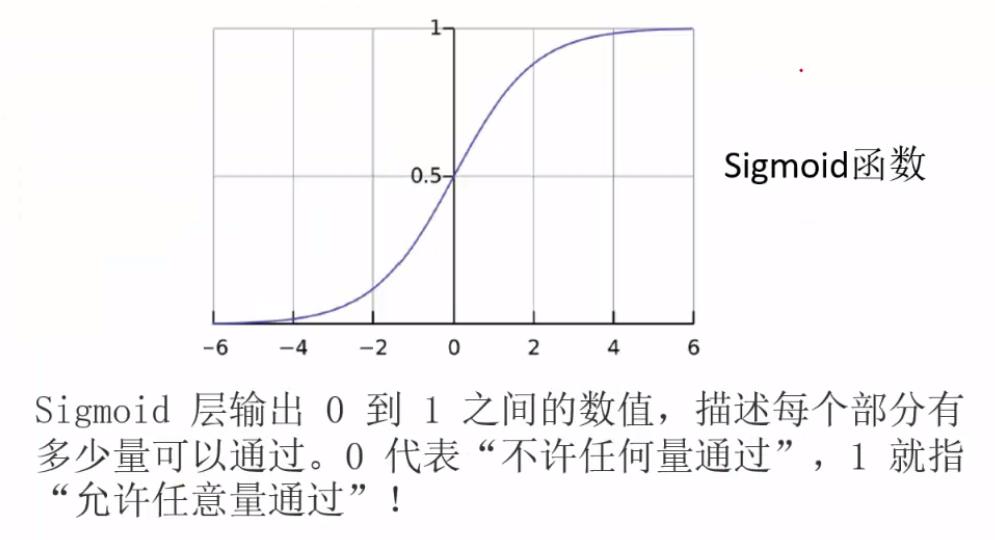 1
0.5
Sigmoid函数
−6 −4 −2 0 2 4 6
Sigmoid 层输出 0 到 1 之间的数值，描述每个部分有
多少量可以通过。0 代表“不许任何量通过”，1 就指
“允许任意量通过”！